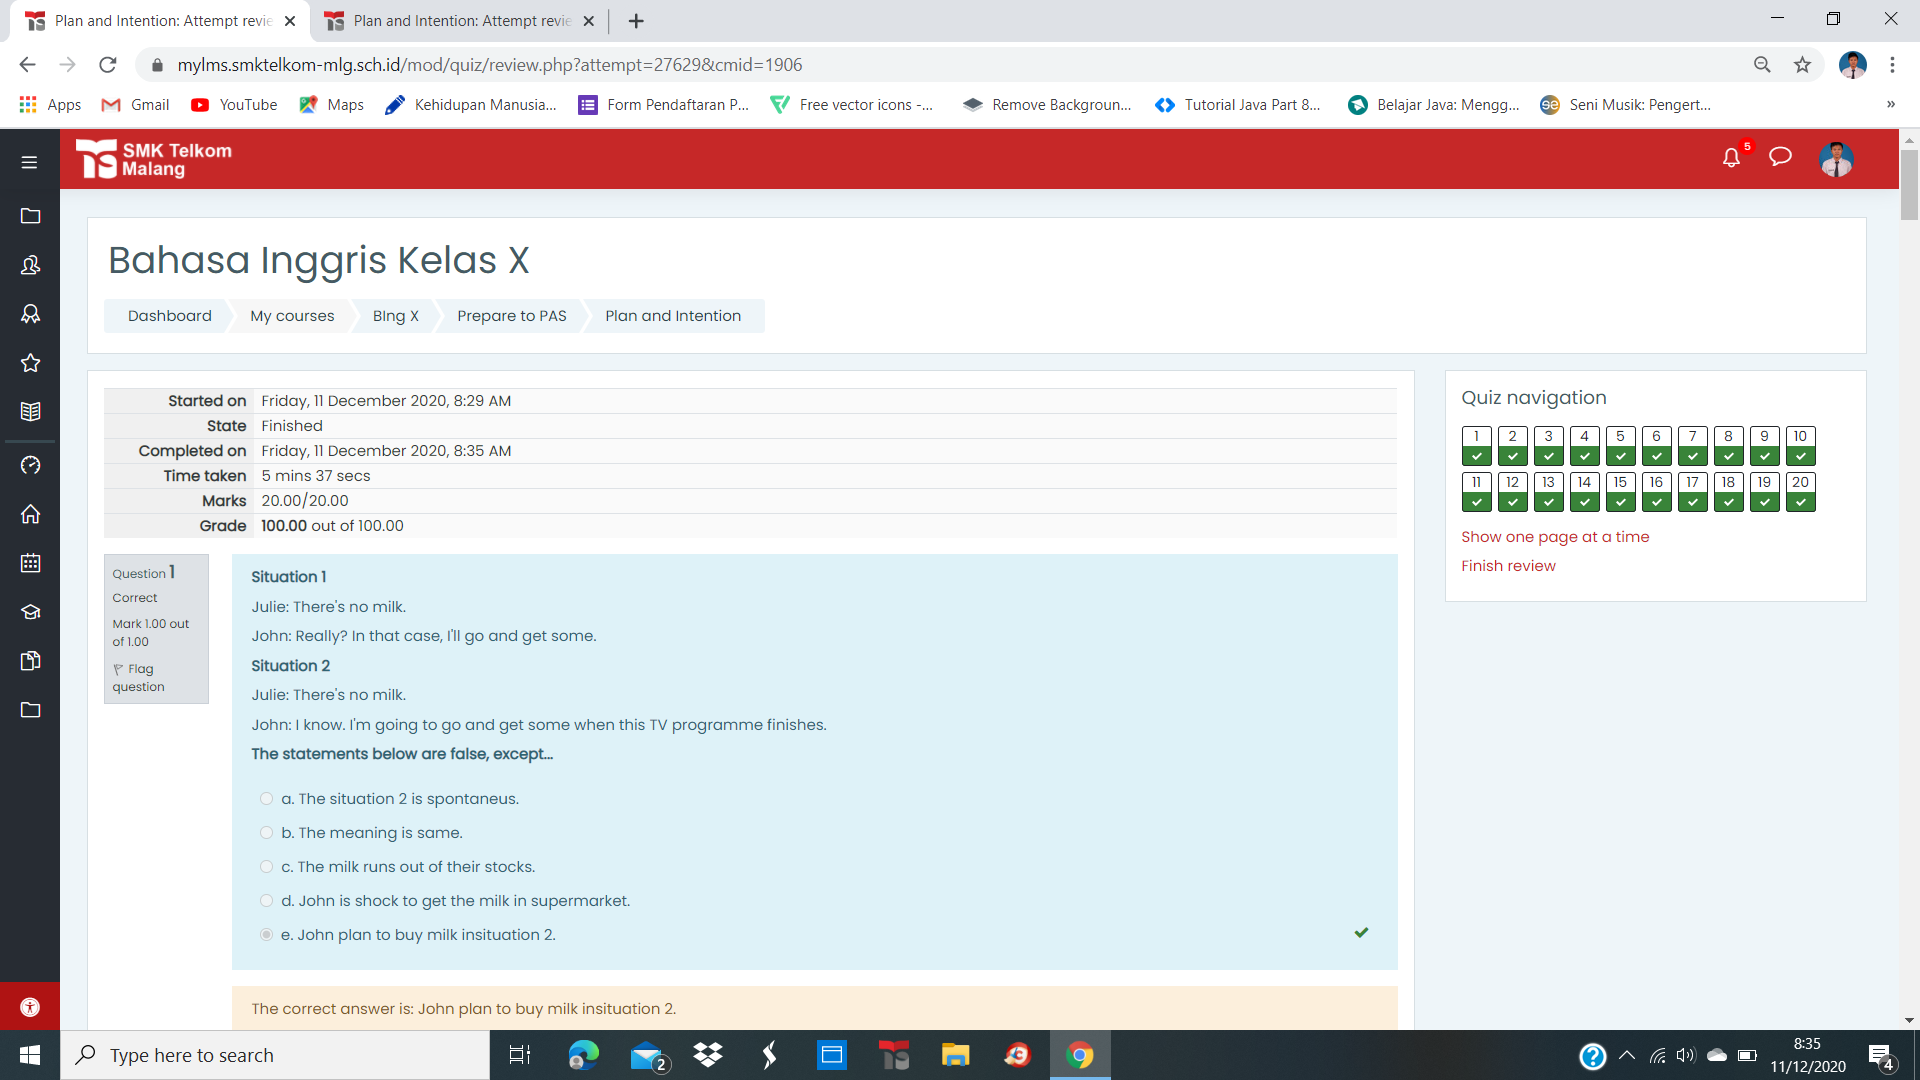 Plan and Intention: Attempt revie
Plan and Intention: Attempt revie
mylms.smktelkom-mlg.sch.id/mod/quiz/review.php?attempt=27629&cmid=1906
Apps
Gmail
YouTube
Maps
Kehidupan Manusia...
Form Pendaftaran P...
Free vector icons -...
Remove Backgroun...
Tutorial Java Part 8...
Belajar Java: Mengg...
Seni Musik: Pengert...
»
SMK Telkom
Malang
5
Bahasa Inggris Kelas X
Dashboard
My courses
BIng X
Prepare to PAS
Plan and Intention
Started on Friday, 11 December 2020, 8:29 AM
State Finished
Completed on Friday, 11 December 2020, 8:35 AM
Time taken 5 mins 37 secs
Marks 20.00/20.00
Grade 100.00 out of 100.00
Quiz navigation
1 2 3 4 5 6 7 8 9 10
11 12 13 14 15 16 17 18 19 20
Show one page at a time
Finish review
Question 1
Correct
Mark 1.00 out
of 1.00
Flag
question
Situation 1
Julie: There's no milk.
John: Really? In that case, I'll go and get some.
Situation 2
Julie: There's no milk.
John: I know. I'm going to go and get some when this TV programme finishes.
The statements below are false, except...
a. The situation 2 is spontaneus.
b. The meaning is same.
c. The milk runs out of their stocks.
d. John is shock to get the milk in supermarket.
e. John plan to buy milk insituation 2.
The correct answer is: John plan to buy milk insituation 2.
Type here to search
2
8:35
11/12/2020
4